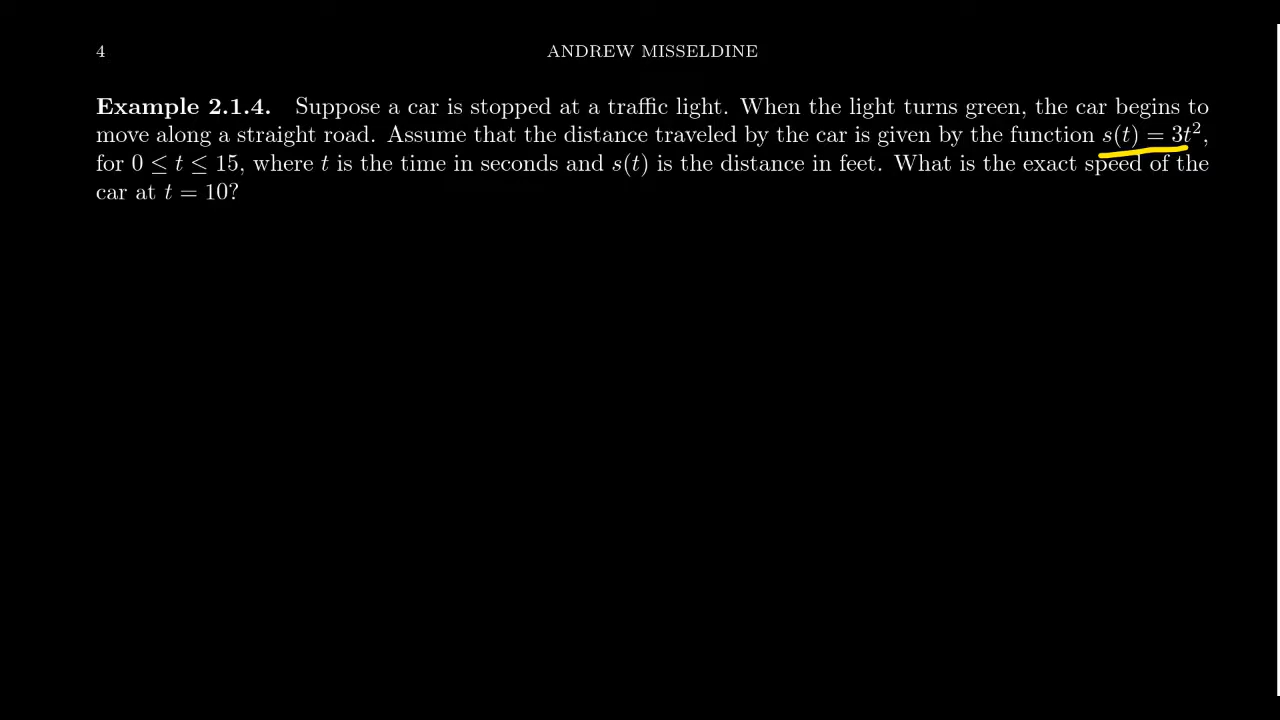 4
ANDREW MISSELDINE
Example 2.1.4. Suppose a car is stopped at a traffic light. When the light turns green, the car begins to
move along a straight road. Assume that the distance traveled by the car is given by the function s(t) = 3t²,
for 0 ≤ t ≤ 15, where t is the time in seconds and s(t) is the distance in feet. What is the exact speed of the
car at t = 10?